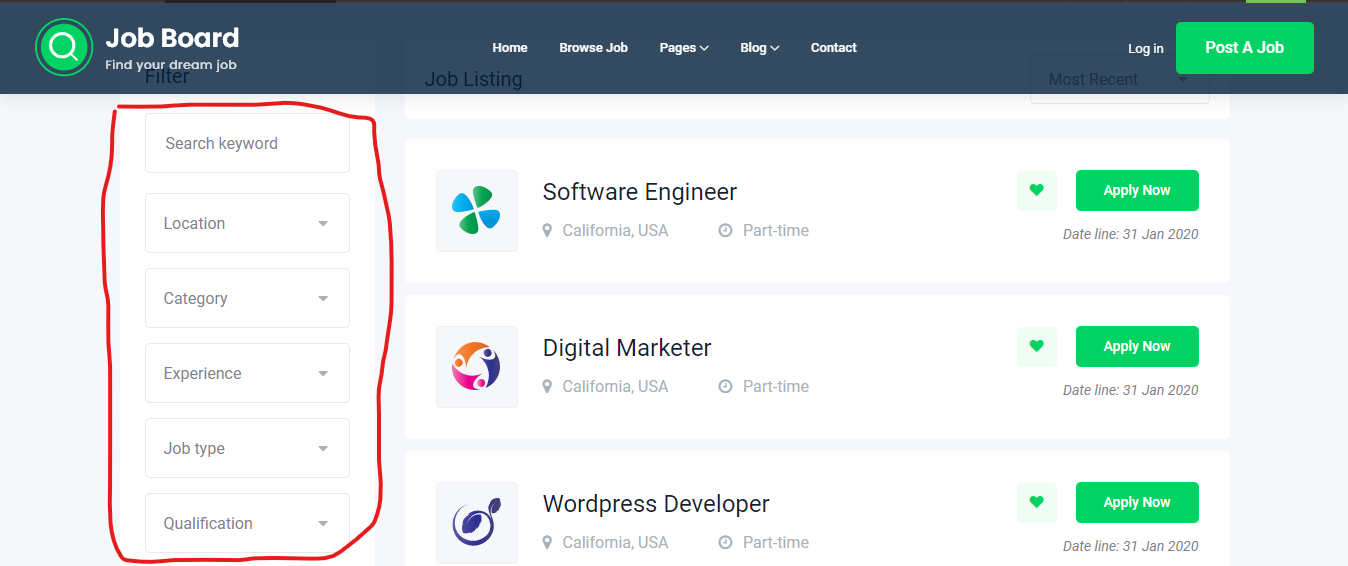 Job Board
Find your dream job
Home Browse Job Pages Blog Contact
Log in
Post A Job
Filter
Search keyword
Location
Category
Experience
Job type
Qualification
Job Listing
Most Recent
Software Engineer
California, USA Part-time
Apply Now
Date line: 31 Jan 2020
Digital Marketer
California, USA Part-time
Apply Now
Date line: 31 Jan 2020
Wordpress Developer
California, USA Part-time
Apply Now
Date line: 31 Jan 2020